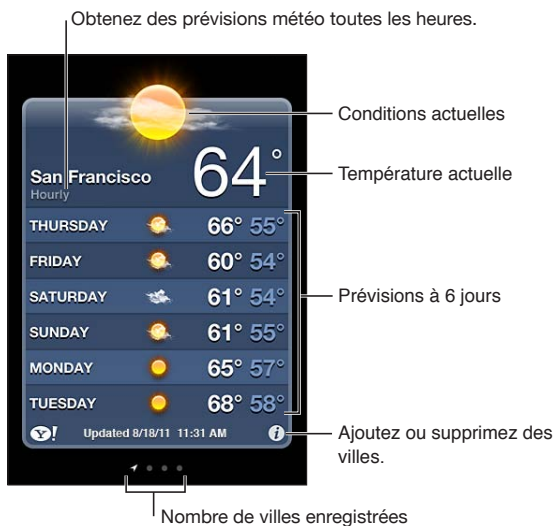 Obtenez des prévisions météo toutes les heures.
Conditions actuelles
64°
San Francisco
Température actuelle
Hourly
THURSDAY 66° 55°
FRIDAY 60° 54°
SATURDAY 61° 54°
Prévisions à 6 jours
SUNDAY 61° 55°
MONDAY 65° 57°
TUESDAY 68° 58°
Y! Updated 8/18/11 11:31 AM i
Ajoutez ou supprimez des
villes.
Nombre de villes enregistrées